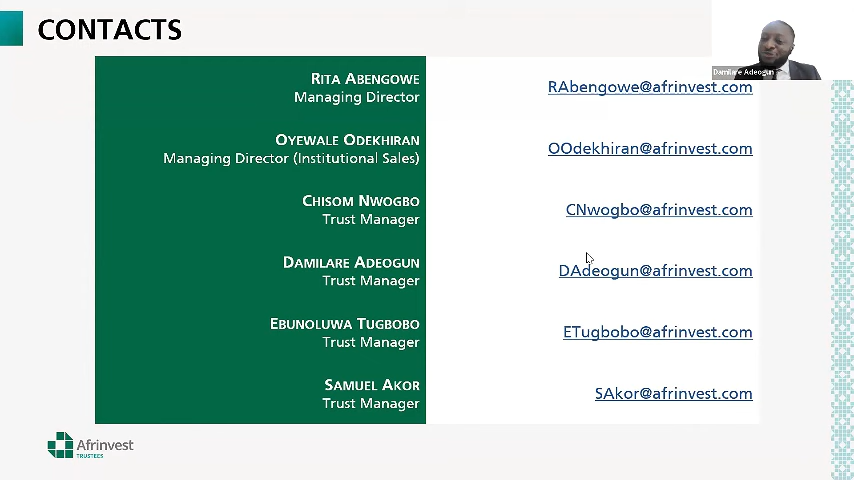 CONTACTS
Damilare Adeogun
RITA ABENGOWE
Managing Director
RAbengowe@afrinvest.com
OYEWALE ODEKHIRAN
Managing Director (Institutional Sales)
OOdekhiran@afrinvest.com
CHISOM NWOGBO
Trust Manager
CNwogbo@afrinvest.com
DAMILARE ADEOGUN
Trust Manager
DAdeogun@afrinvest.com
EBUNOLUWA TUGBOBO
Trust Manager
ETugbobo@afrinvest.com
SAMUEL AKOR
Trust Manager
SAkor@afrinvest.com
Afrinvest
TRUSTEES